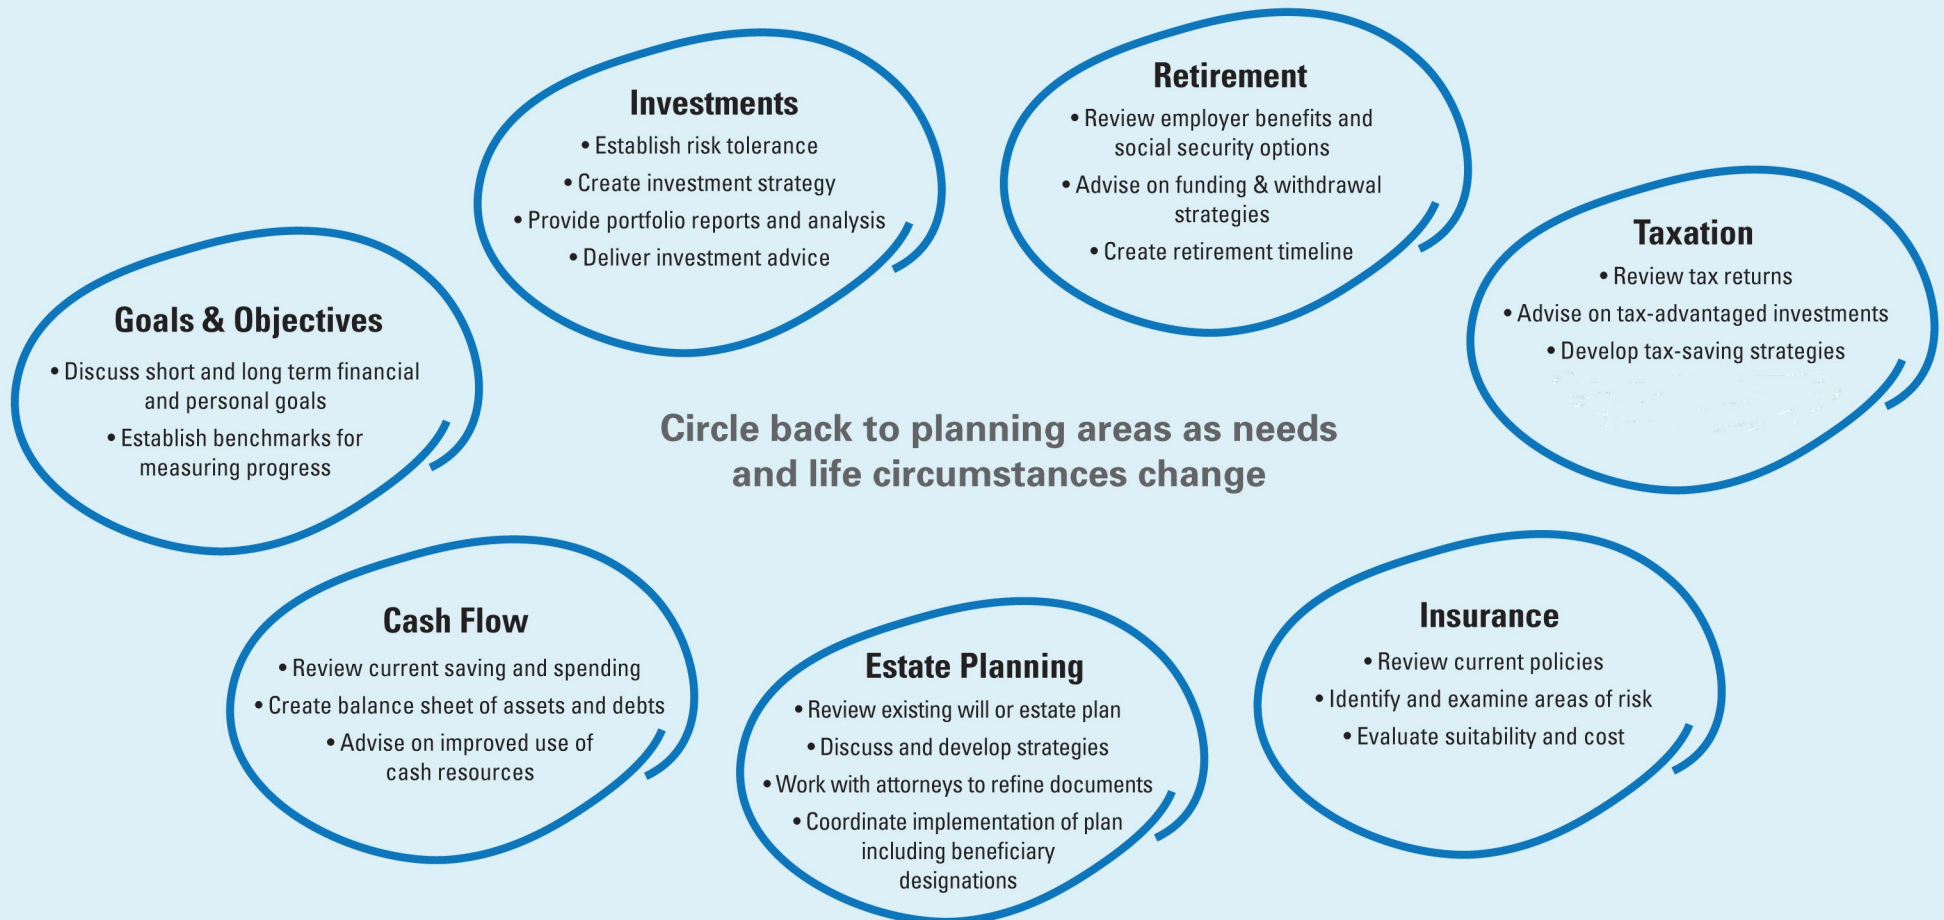 Investments
• Establish risk tolerance
• Create investment strategy
• Provide portfolio reports and analysis
• Deliver investment advice
Retirement
• Review employer benefits and
social security options
• Advise on funding & withdrawal
strategies
• Create retirement timeline
Taxation
• Review tax returns
• Advise on tax-advantaged investments
• Develop tax-saving strategies
Goals & Objectives
• Discuss short and long term financial
and personal goals
• Establish benchmarks for
measuring progress
Circle back to planning areas as needs
and life circumstances change
Cash Flow
• Review current saving and spending
• Create balance sheet of assets and debts
• Advise on improved use of
cash resources
Estate Planning
• Review existing will or estate plan
• Discuss and develop strategies
• Work with attorneys to refine documents
• Coordinate implementation of plan
including beneficiary
designations
Insurance
• Review current policies
• Identify and examine areas of risk
• Evaluate suitability and cost